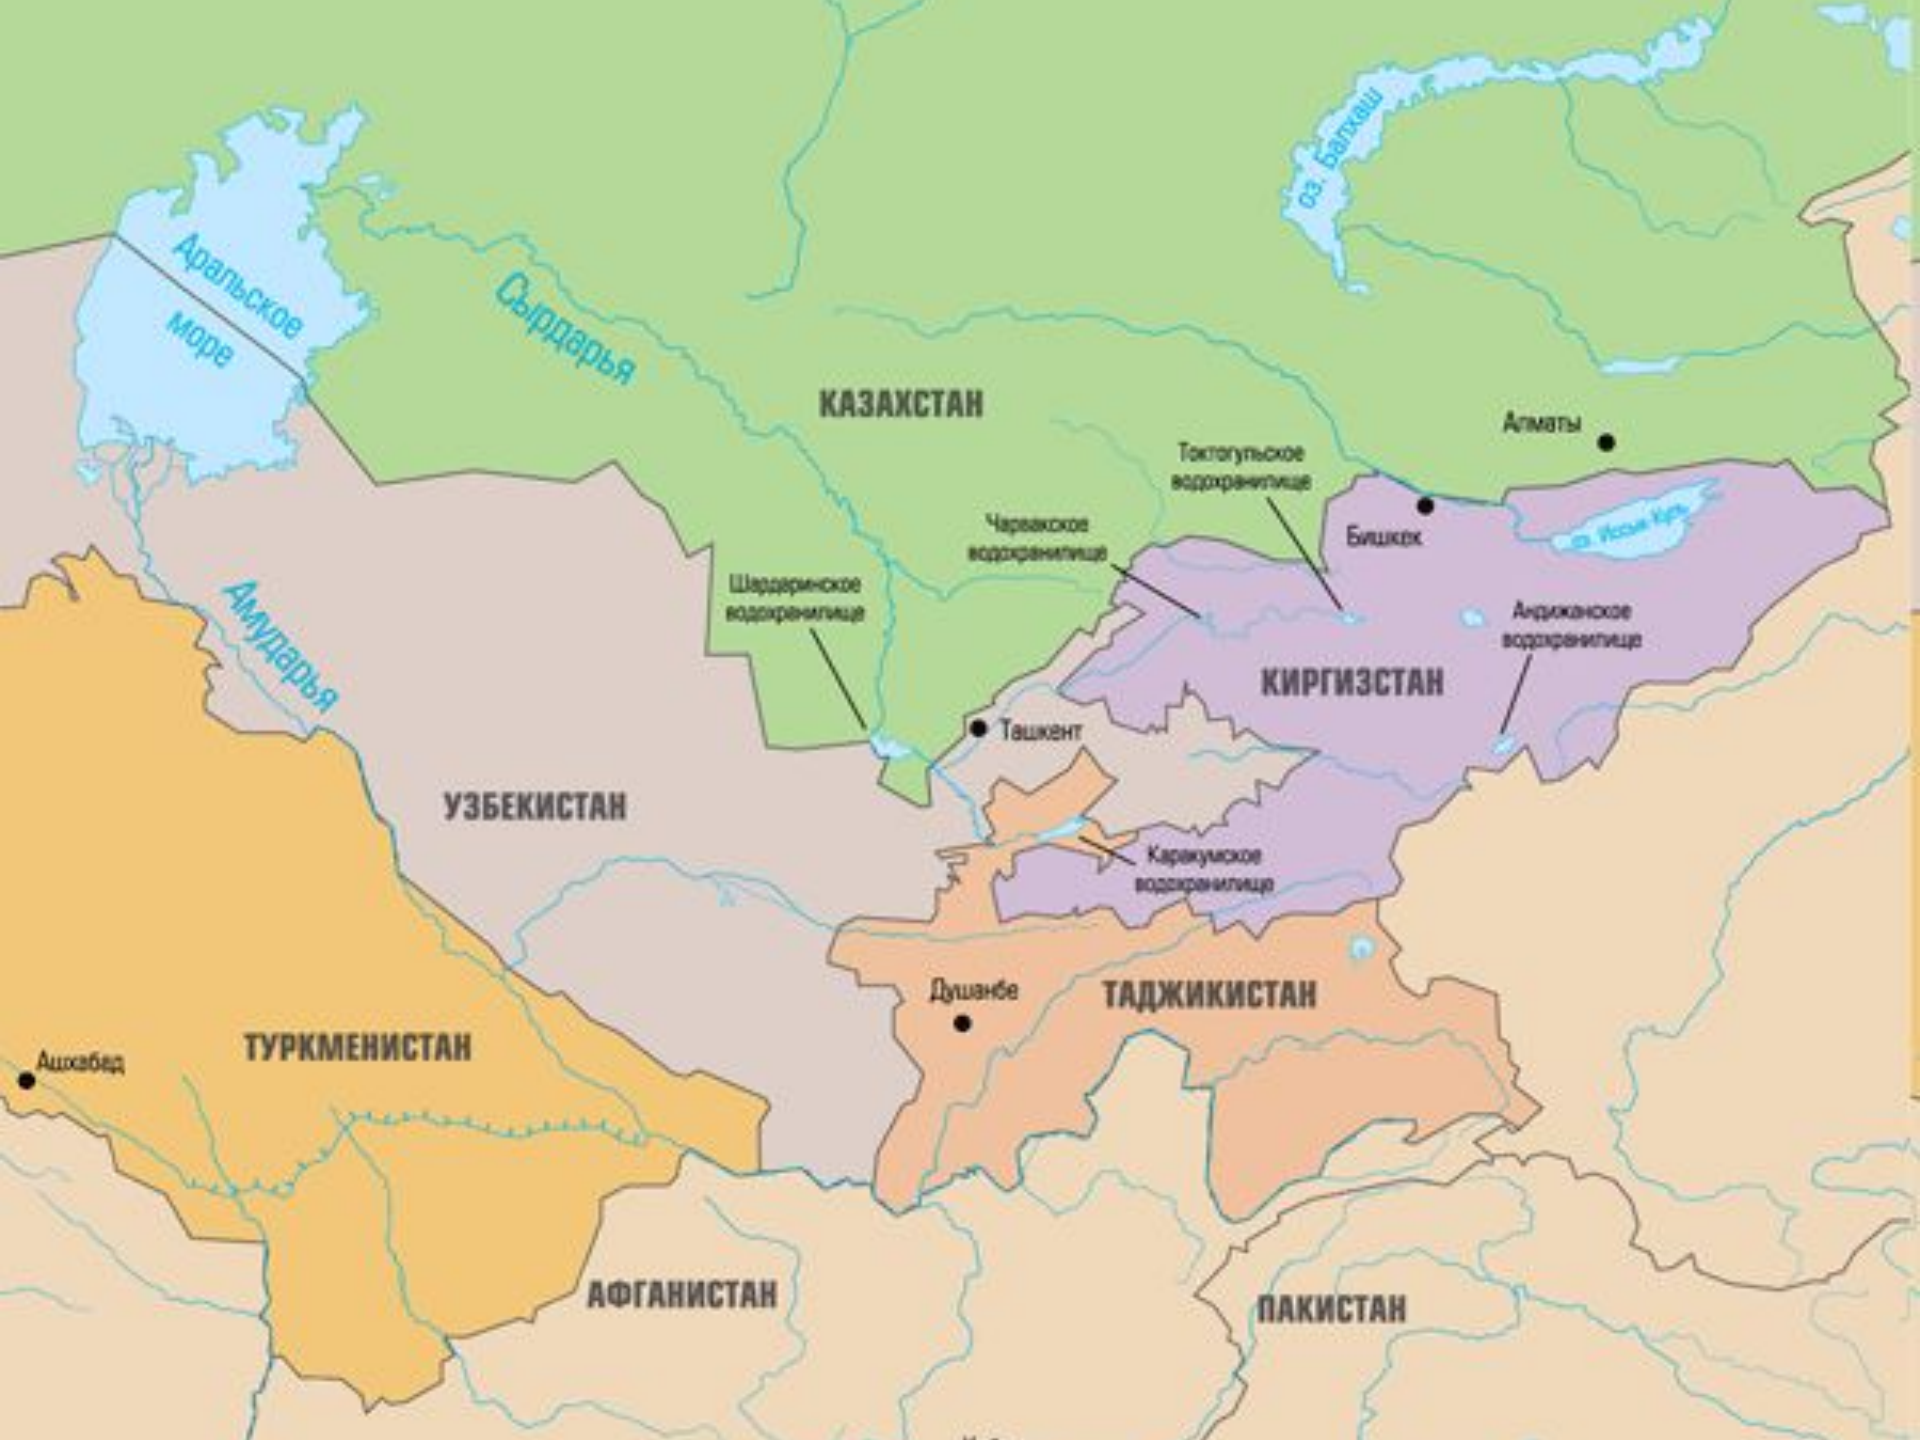 оз. Балхаш
Аральское
море
Сырдарья
КАЗАХСТАН
Алматы
Токтогульское
водохранилище
Чарвакское
водохранилище
Бишкек
оз. Иссык Куль
Шардаринское
водохранилище
Андижанское
водохранилище
Амударья
КИРГИЗСТАН
Ташкент
УЗБЕКИСТАН
Каракумское
водохранилище
Душанбе
ТАДЖИКИСТАН
ТУРКМЕНИСТАН
Ашхабад
АФГАНИСТАН
ПАКИСТАН